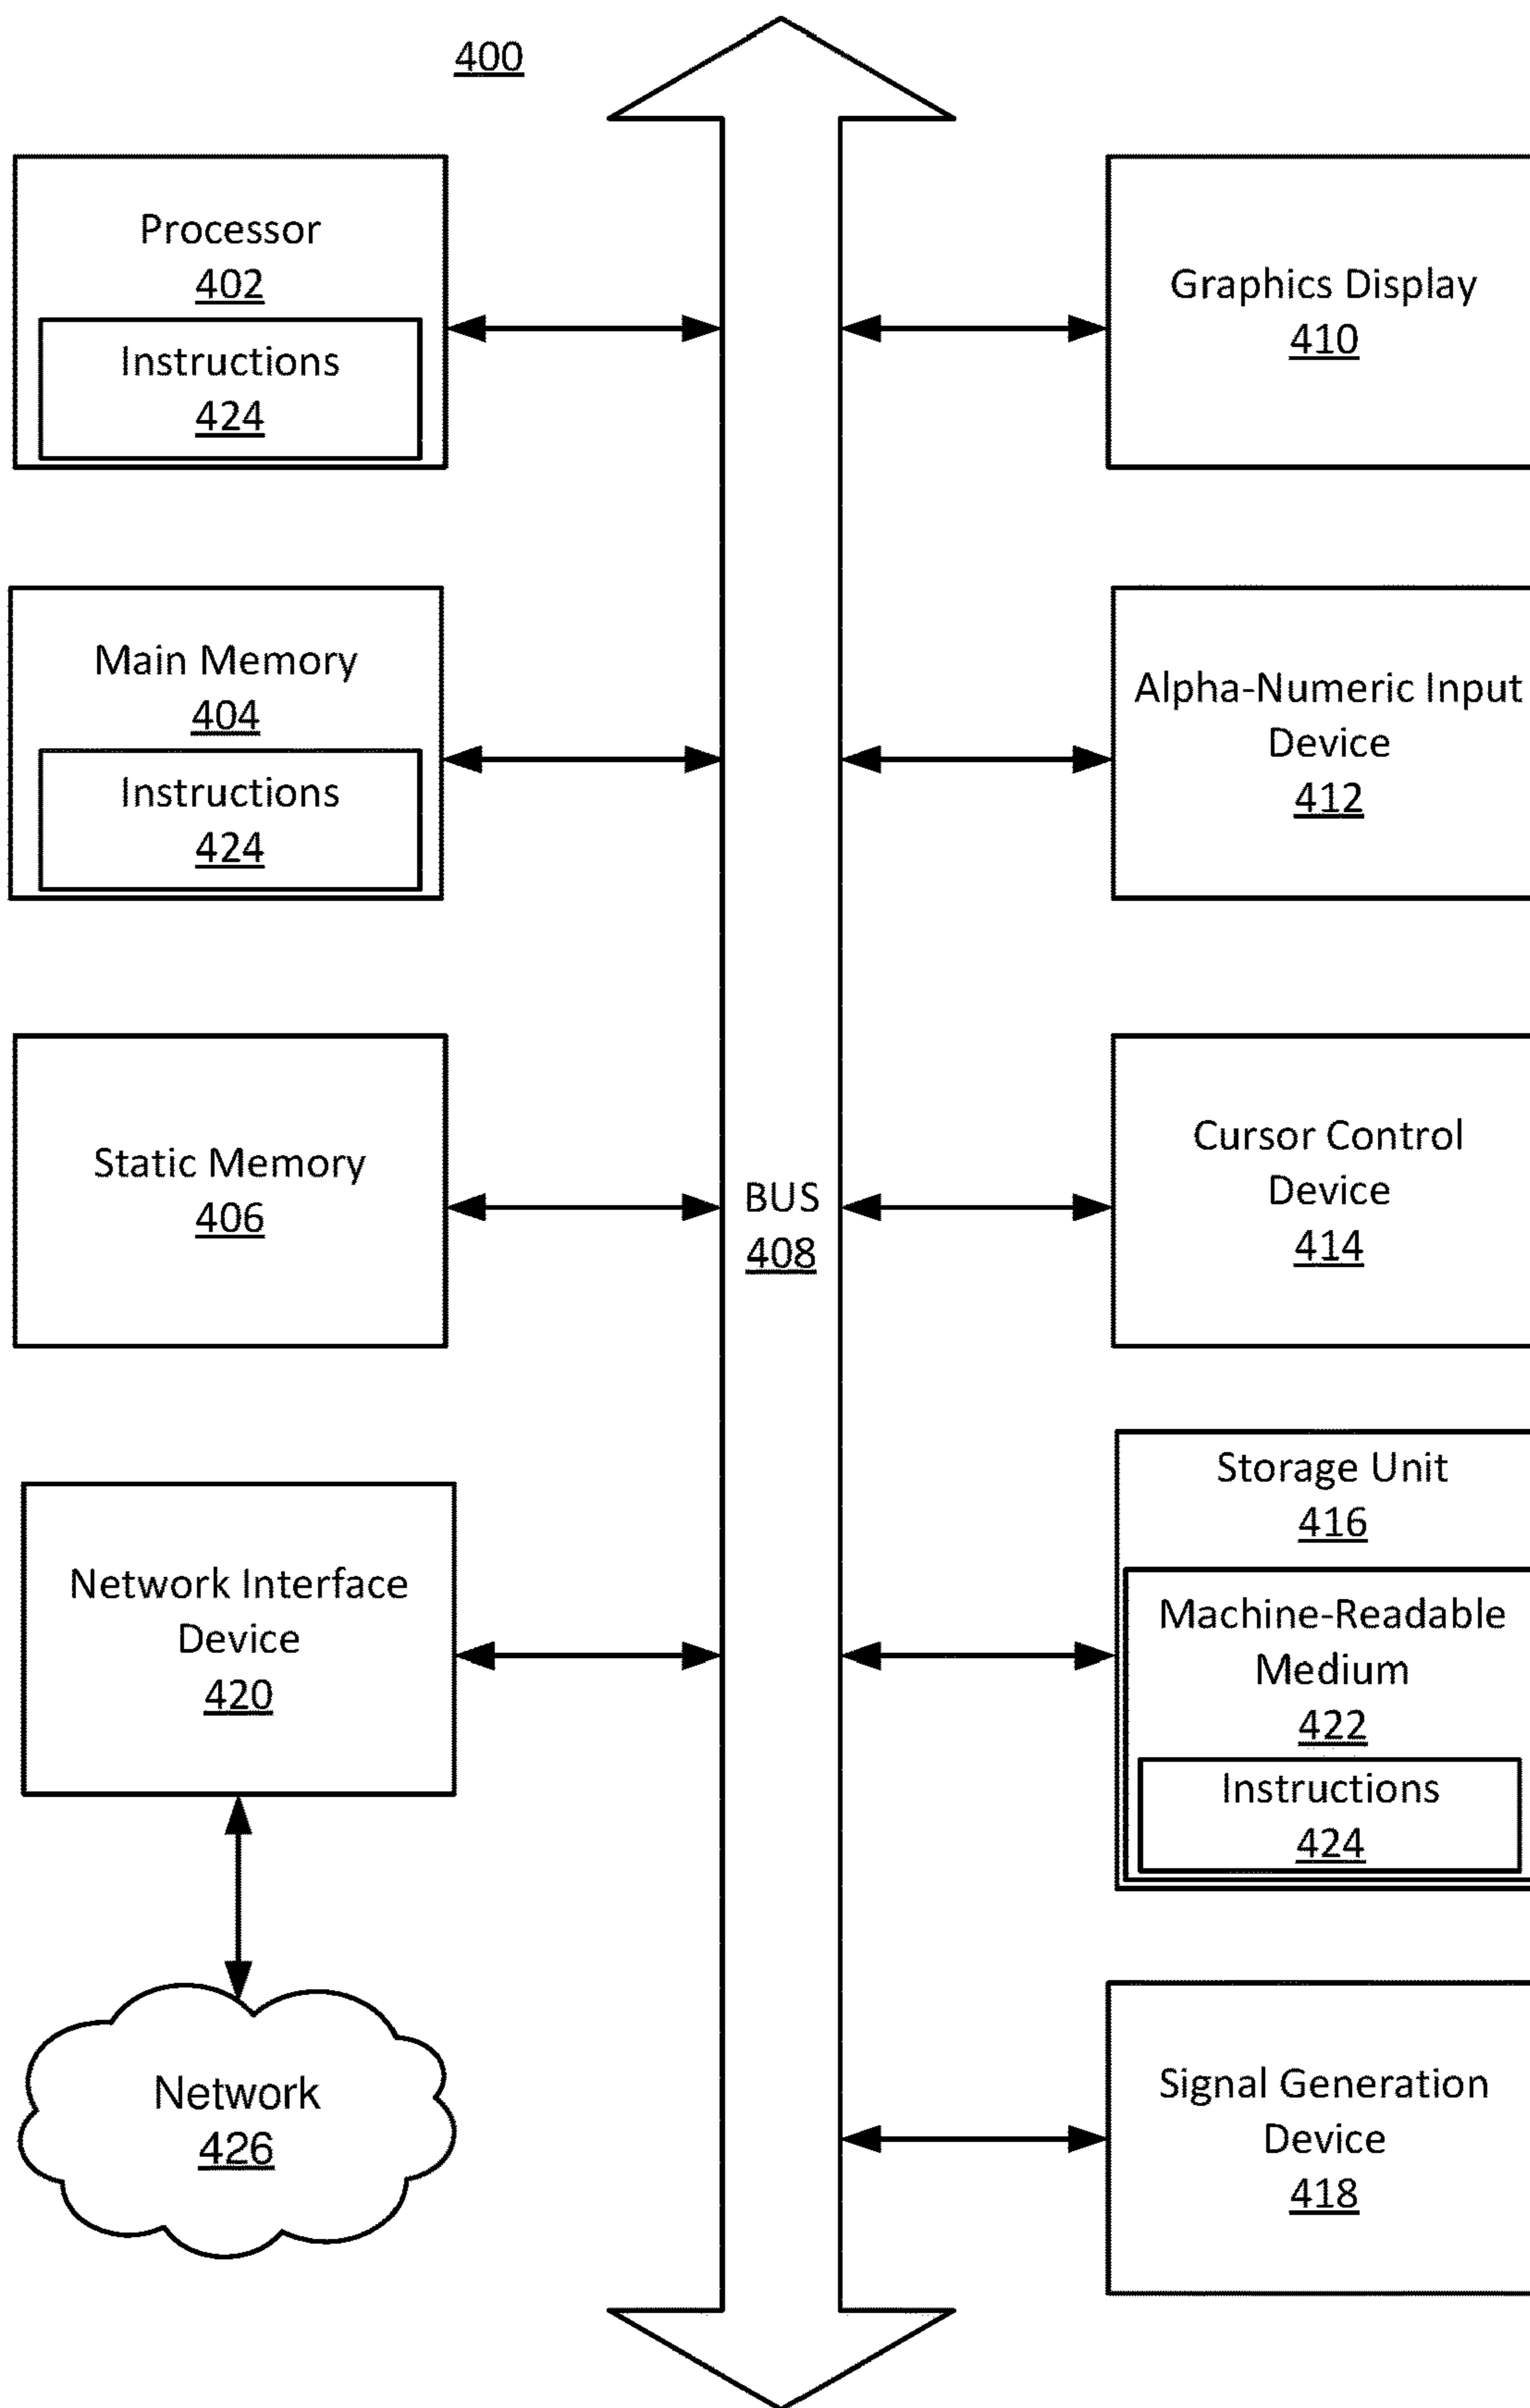 400
Processor
402
Instructions
424
Main Memory
404
Instructions
424
Static Memory
406
Network Interface
Device
420
Network
426
BUS
408
Graphics Display
410
Alpha-Numeric Input
Device
412
Cursor Control
Device
414
Storage Unit
416
Machine-Readable
Medium
422
Instructions
424
Signal Generation
Device
418